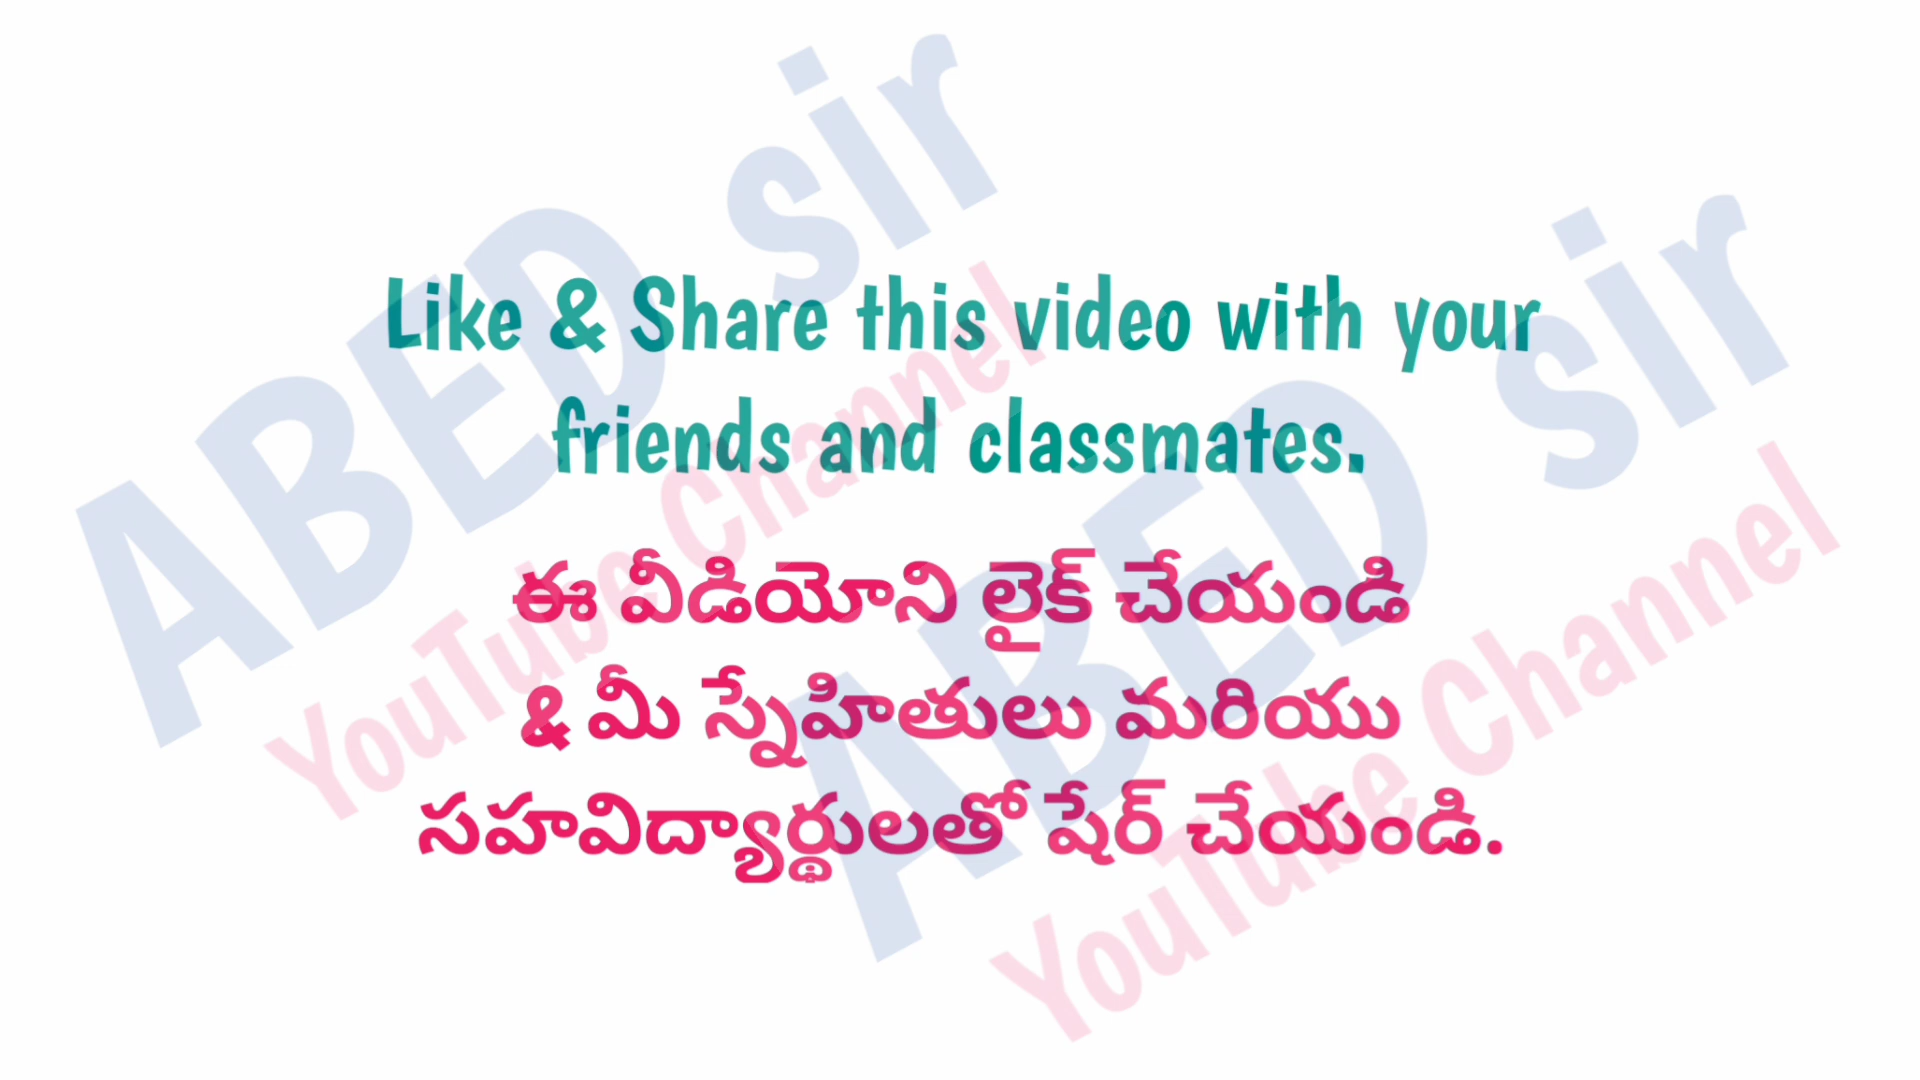 Like & Share this video with your
friends and classmates.
ఈ వీడియోని లైక్ చేయండి
& మీ స్నేహితులు మరియు
సహవిద్యార్థులతో షేర్ చేయండి.
ABED sir
YouTube Channel
ABED sir
YouTube Channel